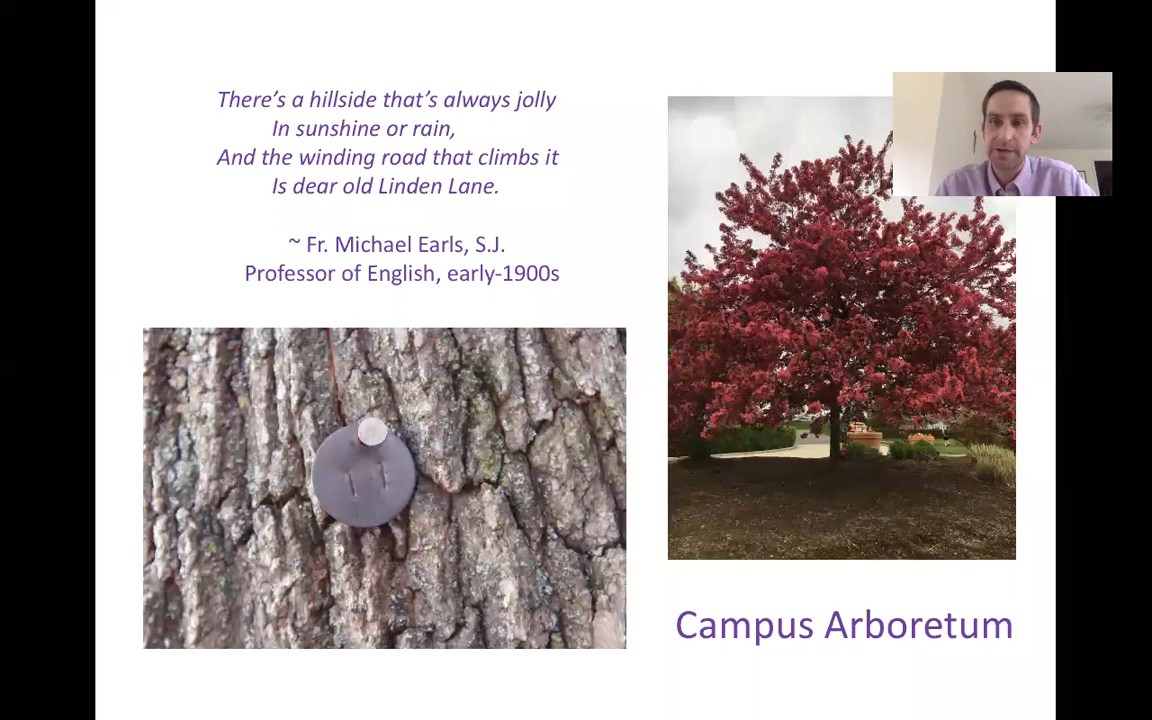 There's a hillside that's always jolly
In sunshine or rain,
And the winding road that climbs it
Is dear old Linden Lane.
~ Fr. Michael Earls, S.J.
Professor of English, early-1900s
11
Campus Arboretum